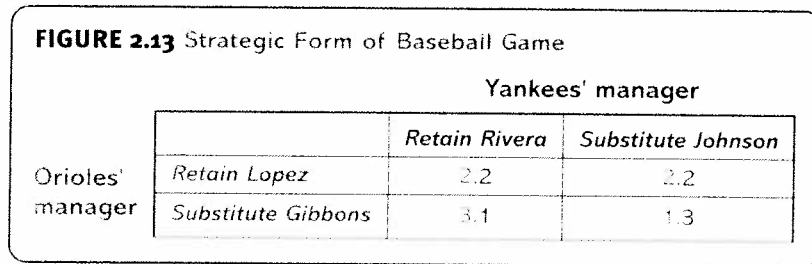 FIGURE 2.13 Strategic Form of Baseball Game
Yankees' manager
Retain Rivera Substitute Johnson
Orioles' manager
Retain Lopez 2,2 2,2
Substitute Gibbons 3,1 1,3